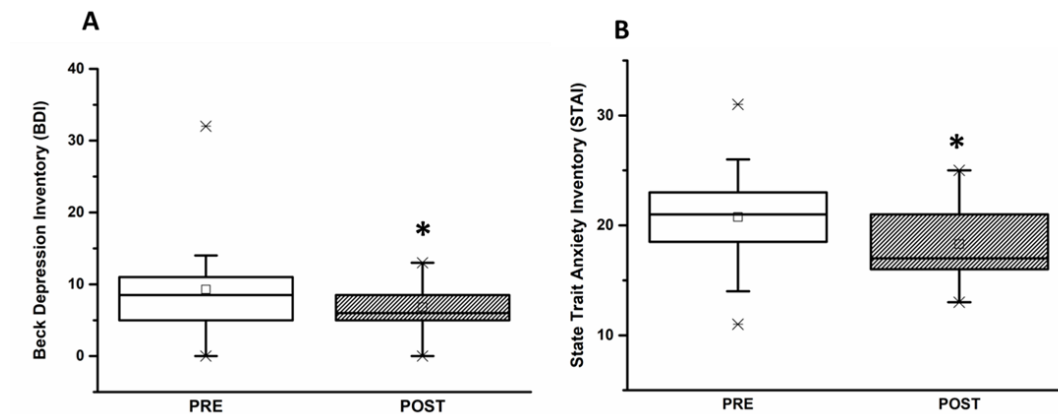 A
Beck Depression Inventory (BDI)
40
30
20
10
0
*
PRE
POST
B
State Trait Anxiety Inventory (STAI)
30
20
10
*
PRE
POST